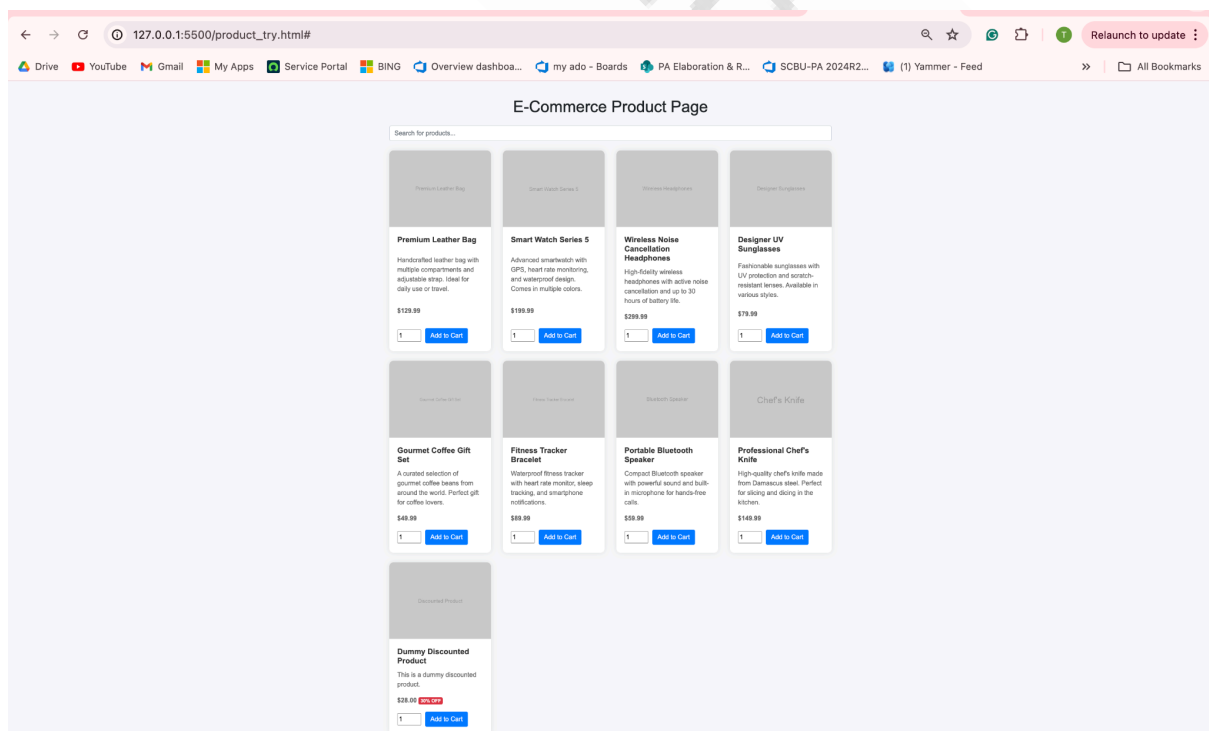 127.0.0.1:5500/product_try.html#
T
Relaunch to update
Drive YouTube Gmail My Apps Service Portal BING Overview dashboa... my ado - Boards PA Elaboration & R... SCBU-PA 2024R2... (1) Yammer - Feed » All Bookmarks
E-Commerce Product Page
Search for products...
Premium Leather Bag
Smart Watch Series 5
Wireless Headphones
Designer Sunglasses
Premium Leather Bag
Handcrafted leather bag with
multiple compartments and
adjustable strap. Ideal for
daily use or travel.
$129.99
1 Add to Cart
Smart Watch Series 5
Advanced smartwatch with
GPS, heart rate monitoring,
and waterproof design.
Comes in multiple colors.
$199.99
1 Add to Cart
Wireless Noise
Cancellation
Headphones
High-fidelity wireless
headphones with active noise
cancellation and up to 30
hours of battery life.
$299.99
1 Add to Cart
Designer UV
Sunglasses
Fashionable sunglasses with
UV protection and scratch-
resistant lenses. Available in
various styles.
$79.99
1 Add to Cart
Gourmet Coffee Gift Set
Fitness Tracker Bracelet
Bluetooth Speaker
Chef's Knife
Gourmet Coffee Gift
Set
A curated selection of
gourmet coffee beans from
around the world. Perfect gift
for coffee lovers.
$49.99
1 Add to Cart
Fitness Tracker
Bracelet
Waterproof fitness tracker
with heart rate monitor, sleep
tracking, and smartphone
notifications.
$89.99
1 Add to Cart
Portable Bluetooth
Speaker
Compact Bluetooth speaker
with powerful sound and built-
in microphone for hands-free
calls.
$59.99
1 Add to Cart
Professional Chef's
Knife
High-quality chef's knife made
from Damascus steel. Perfect
for slicing and dicing in the
kitchen.
$149.99
1 Add to Cart
Discounted Product
Dummy Discounted
Product
This is a dummy discounted
product.
$28.00 30% OFF
1 Add to Cart